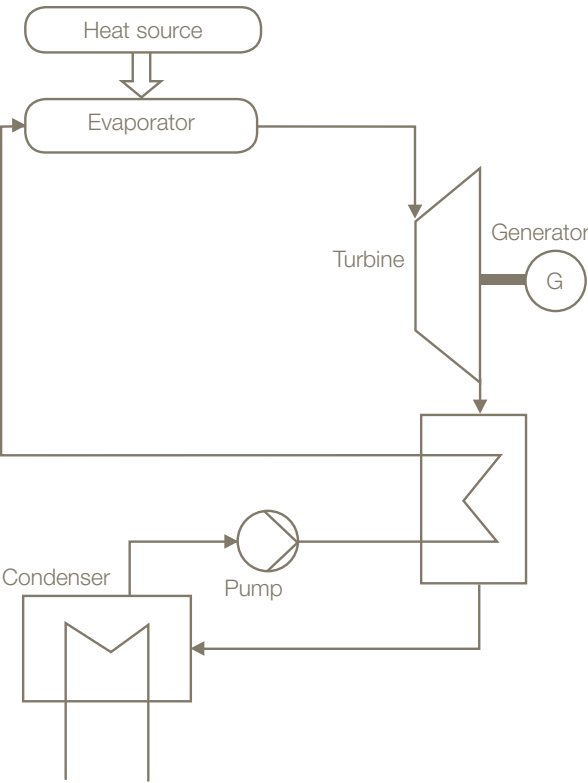 Heat source
Evaporator
Generator
Turbine
G
Condenser
Pump